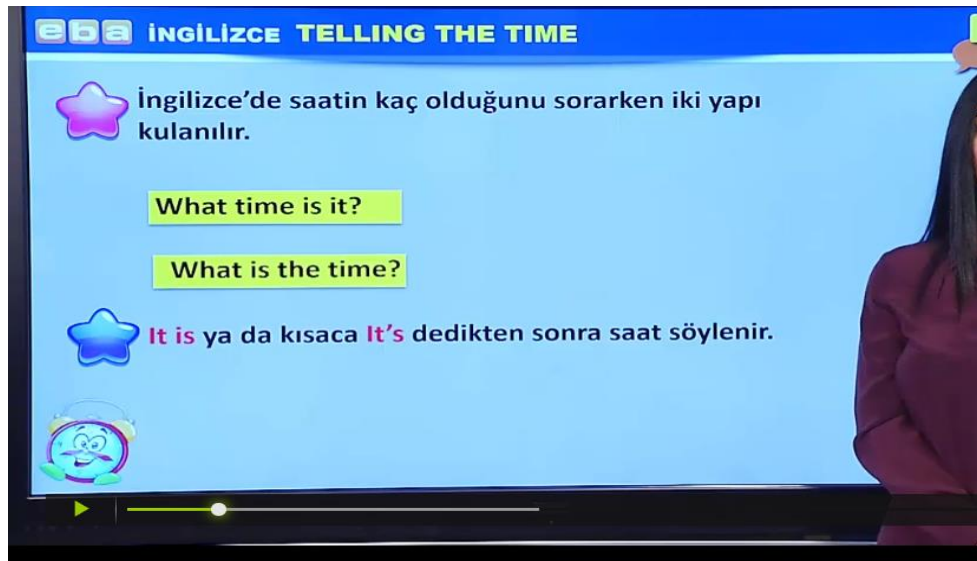 eba İNGİLİZCE TELLING THE TIME
İngilizce'de saatin kaç olduğunu sorarken iki yapı
kulanılır.
What time is it?
What is the time?
It is ya da kısaca It's dedikten sonra saat söylenir.